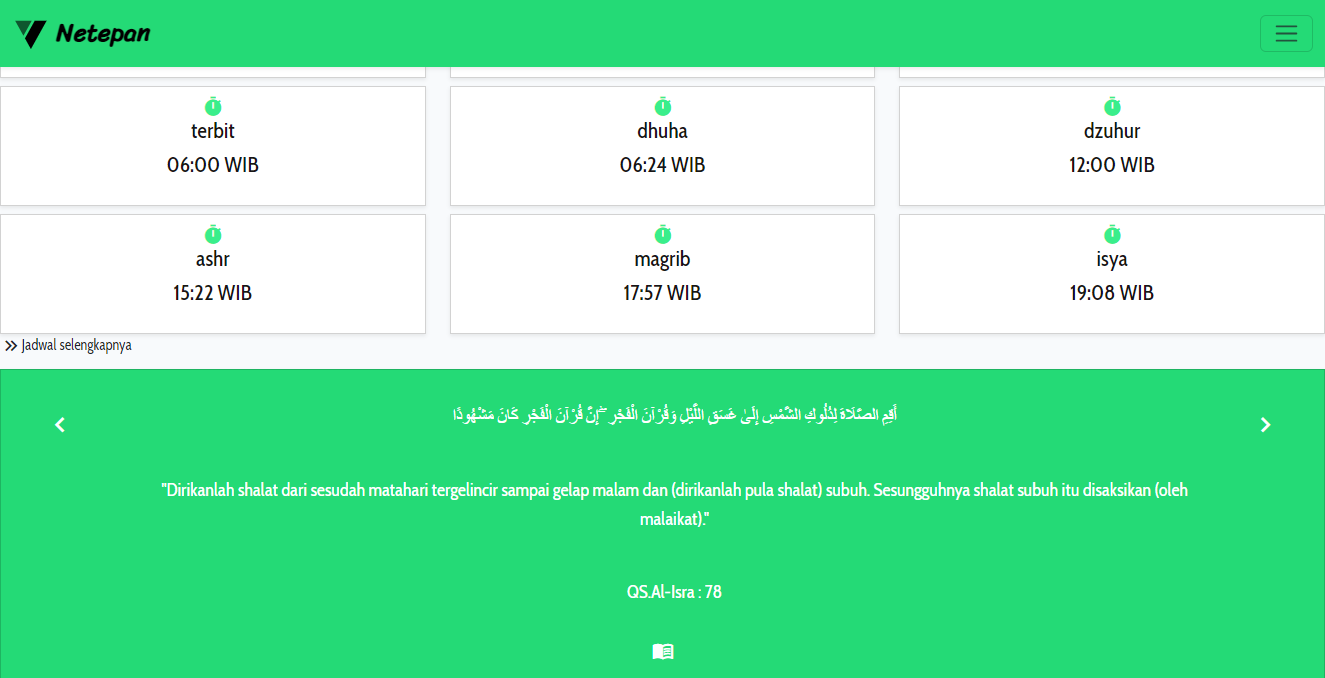 Netepan
terbit
06:00 WIB
dhuha
06:24 WIB
dzuhur
12:00 WIB
ashr
15:22 WIB
magrib
17:57 WIB
isya
19:08 WIB
Jadwal selengkapnya
أَقِمِ الصَّلَاةَ لِدُلُوكِ الشَّمْسِ إِلَىٰ غَسَقِ اللَّيْلِ وَقُرْآنَ الْفَجْرِ ۖ إِنَّ قُرْآنَ الْفَجْرِ كَانَ مَشْهُودًا
"Dirikanlah shalat dari sesudah matahari tergelincir sampai gelap malam dan (dirikanlah pula shalat) subuh. Sesungguhnya shalat subuh itu disaksikan (oleh
malaikat)."
QS.Al-Isra : 78